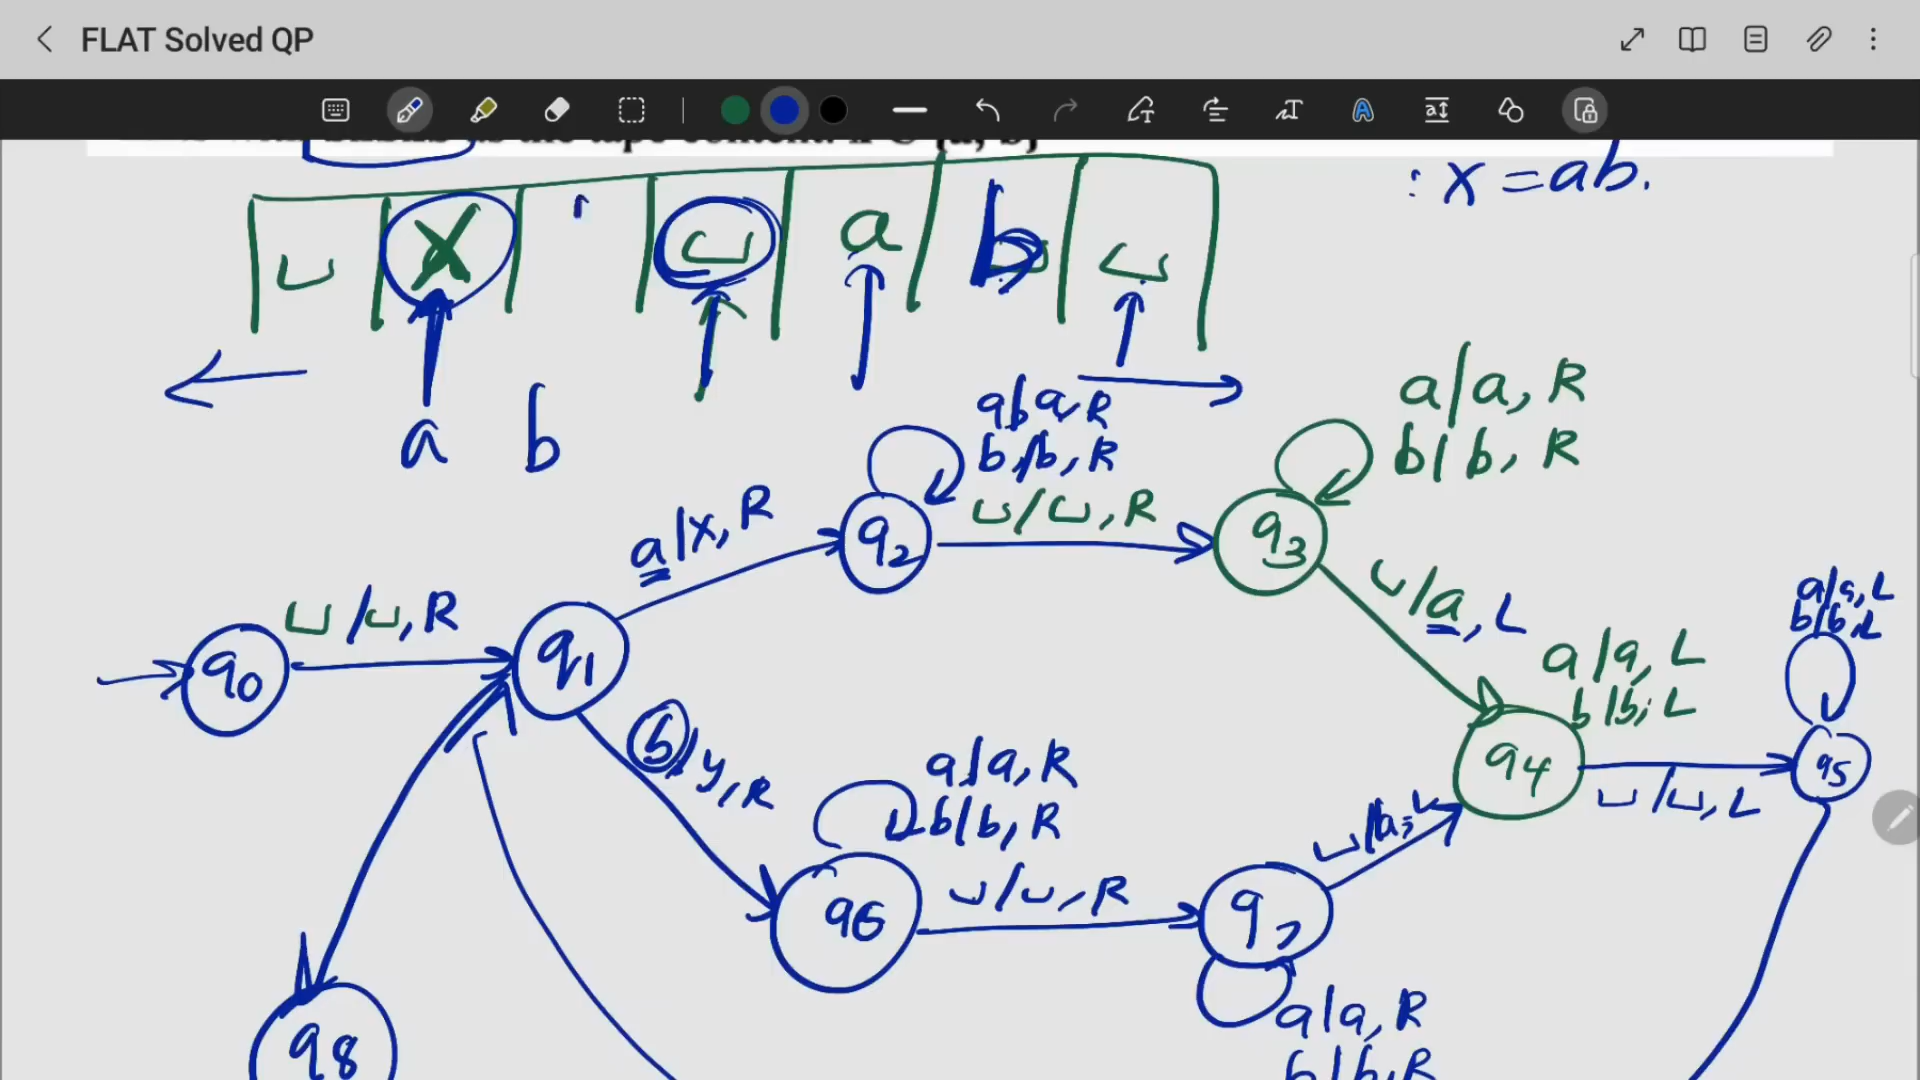 FLAT Solved QP
: X = ab.
⊔ X ⊔ a b ⊔
a b
a/a, R
b/b, R
a/a, R
b/b, R
⊔/⊔, R
a/x, R
q2
q3
⊔/a, L
a/a, L
b/b, L
⊔/⊔, R
q0
q1
a/a, L
b/b, L
b/y, R
q4
⊔/⊔, L
q5
a/a, R
b/b, R
q6
⊔/⊔, R
q7
q8
a/a, R
b/b, R